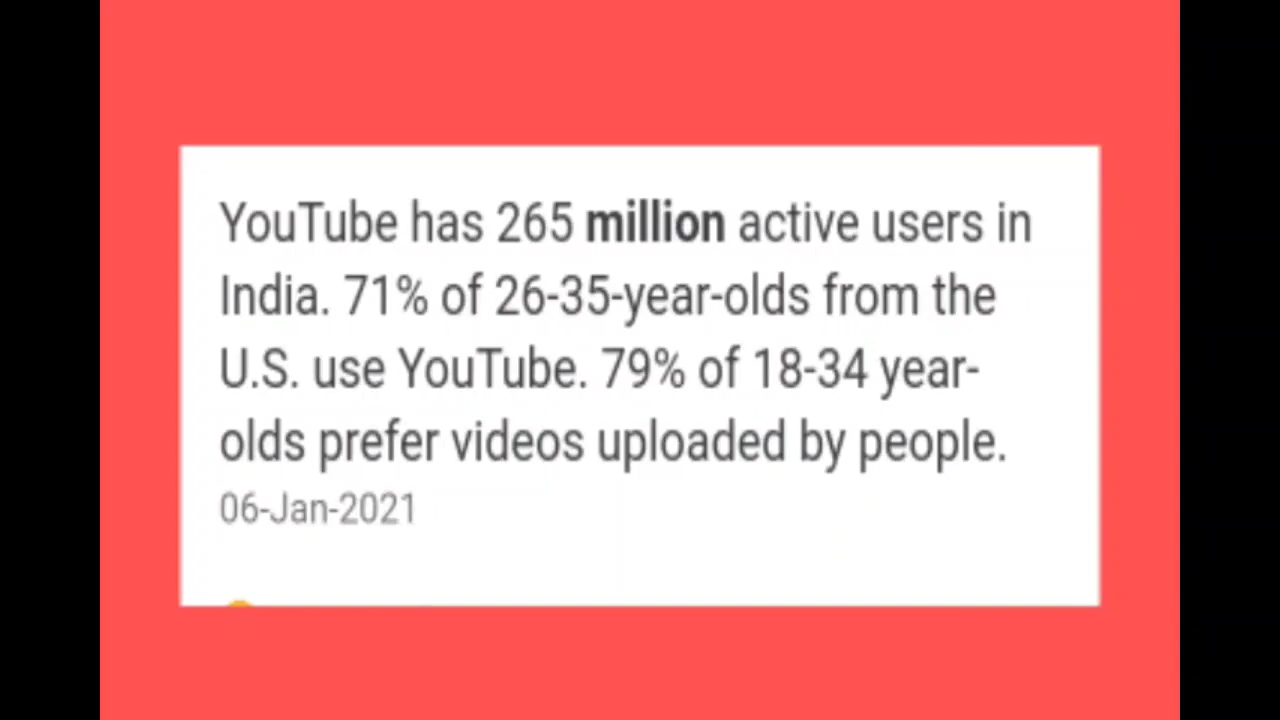 YouTube has 265 million active users in
India. 71% of 26-35-year-olds from the
U.S. use YouTube. 79% of 18-34 year-
olds prefer videos uploaded by people.
06-Jan-2021